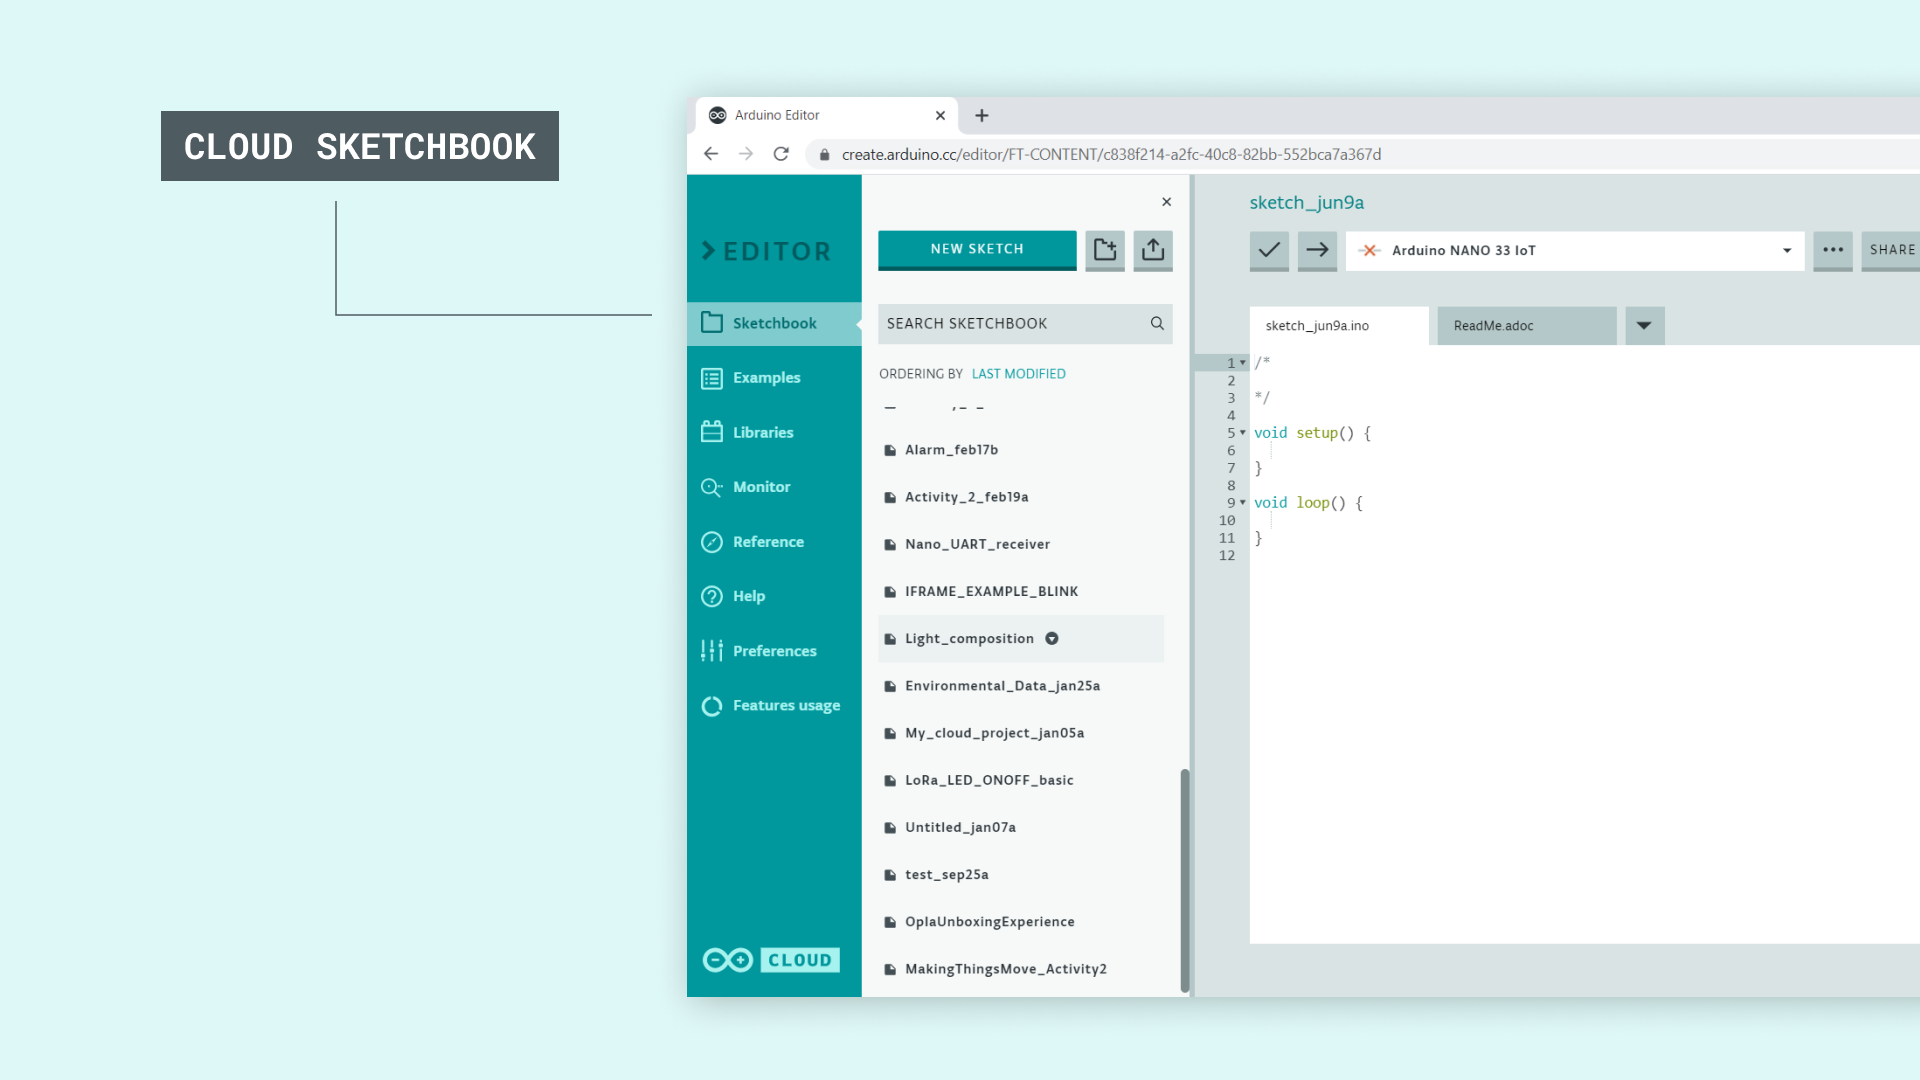 CLOUD SKETCHBOOK
Arduino Editor
create.arduino.cc/editor/FT-CONTENT/c838f214-a2fc-40c8-82bb-552bca7a367d
EDITOR
Sketchbook
Examples
Libraries
Monitor
Reference
Help
Preferences
Features usage
CLOUD
NEW SKETCH
SEARCH SKETCHBOOK
ORDERING BY LAST MODIFIED
Alarm_feb17b
Activity_2_feb19a
Nano_UART_receiver
IFRAME_EXAMPLE_BLINK
Light_composition
Environmental_Data_jan25a
My_cloud_project_jan05a
LoRa_LED_ONOFF_basic
Untitled_jan07a
test_sep25a
OplaUnboxingExperience
MakingThingsMove_Activity2
sketch_jun9a
Arduino NANO 33 IoT
SHARE
sketch_jun9a.ino
ReadMe.adoc
1 /*
2
3 */
4
5 void setup() {
6
7 }
8
9 void loop() {
10
11 }
12